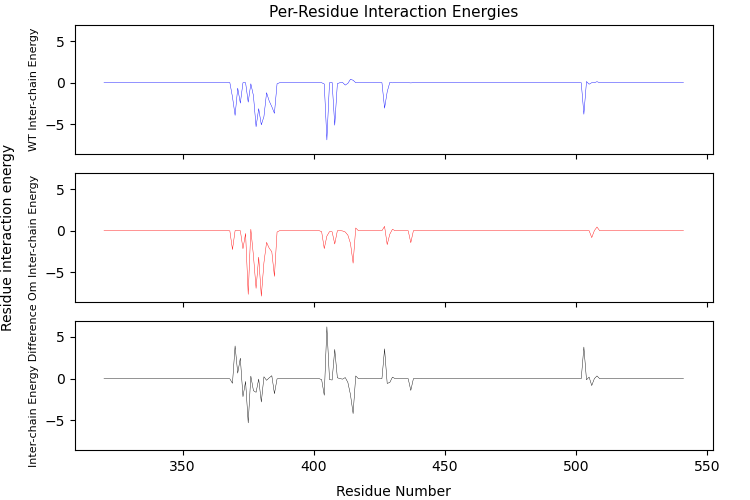 Per-Residue Interaction Energies
Residue interaction energy
WT Inter-chain Energy
5
0
−5
Om Inter-chain Energy
5
0
−5
Inter-chain Energy Difference
5
0
−5
350
400
450
500
550
Residue Number